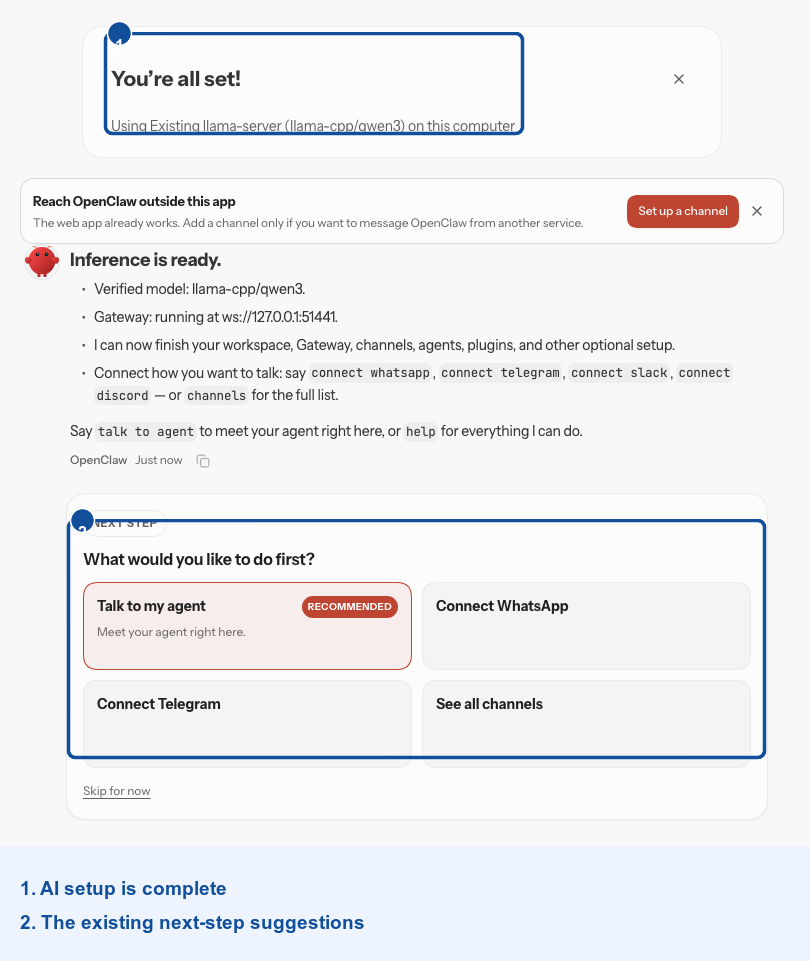 You're all set!
Using Existing llama-server (llama-cpp/qwen3) on this computer
Reach OpenClaw outside this app
The web app already works. Add a channel only if you want to message OpenClaw from another service.
Set up a channel
Inference is ready.
• Verified model: llama-cpp/qwen3.
• Gateway: running at ws://127.0.0.1:51441.
• I can now finish your workspace, Gateway, channels, agents, plugins, and other optional setup.
• Connect how you want to talk: say connect whatsapp, connect telegram, connect slack, connect
discord — or channels for the full list.
Say talk to agent to meet your agent right here, or help for everything I can do.
OpenClaw Just now
NEXT STEP
What would you like to do first?
Talk to my agent
RECOMMENDED
Meet your agent right here.
Connect WhatsApp
Connect Telegram
See all channels
Skip for now
1. AI setup is complete
2. The existing next-step suggestions